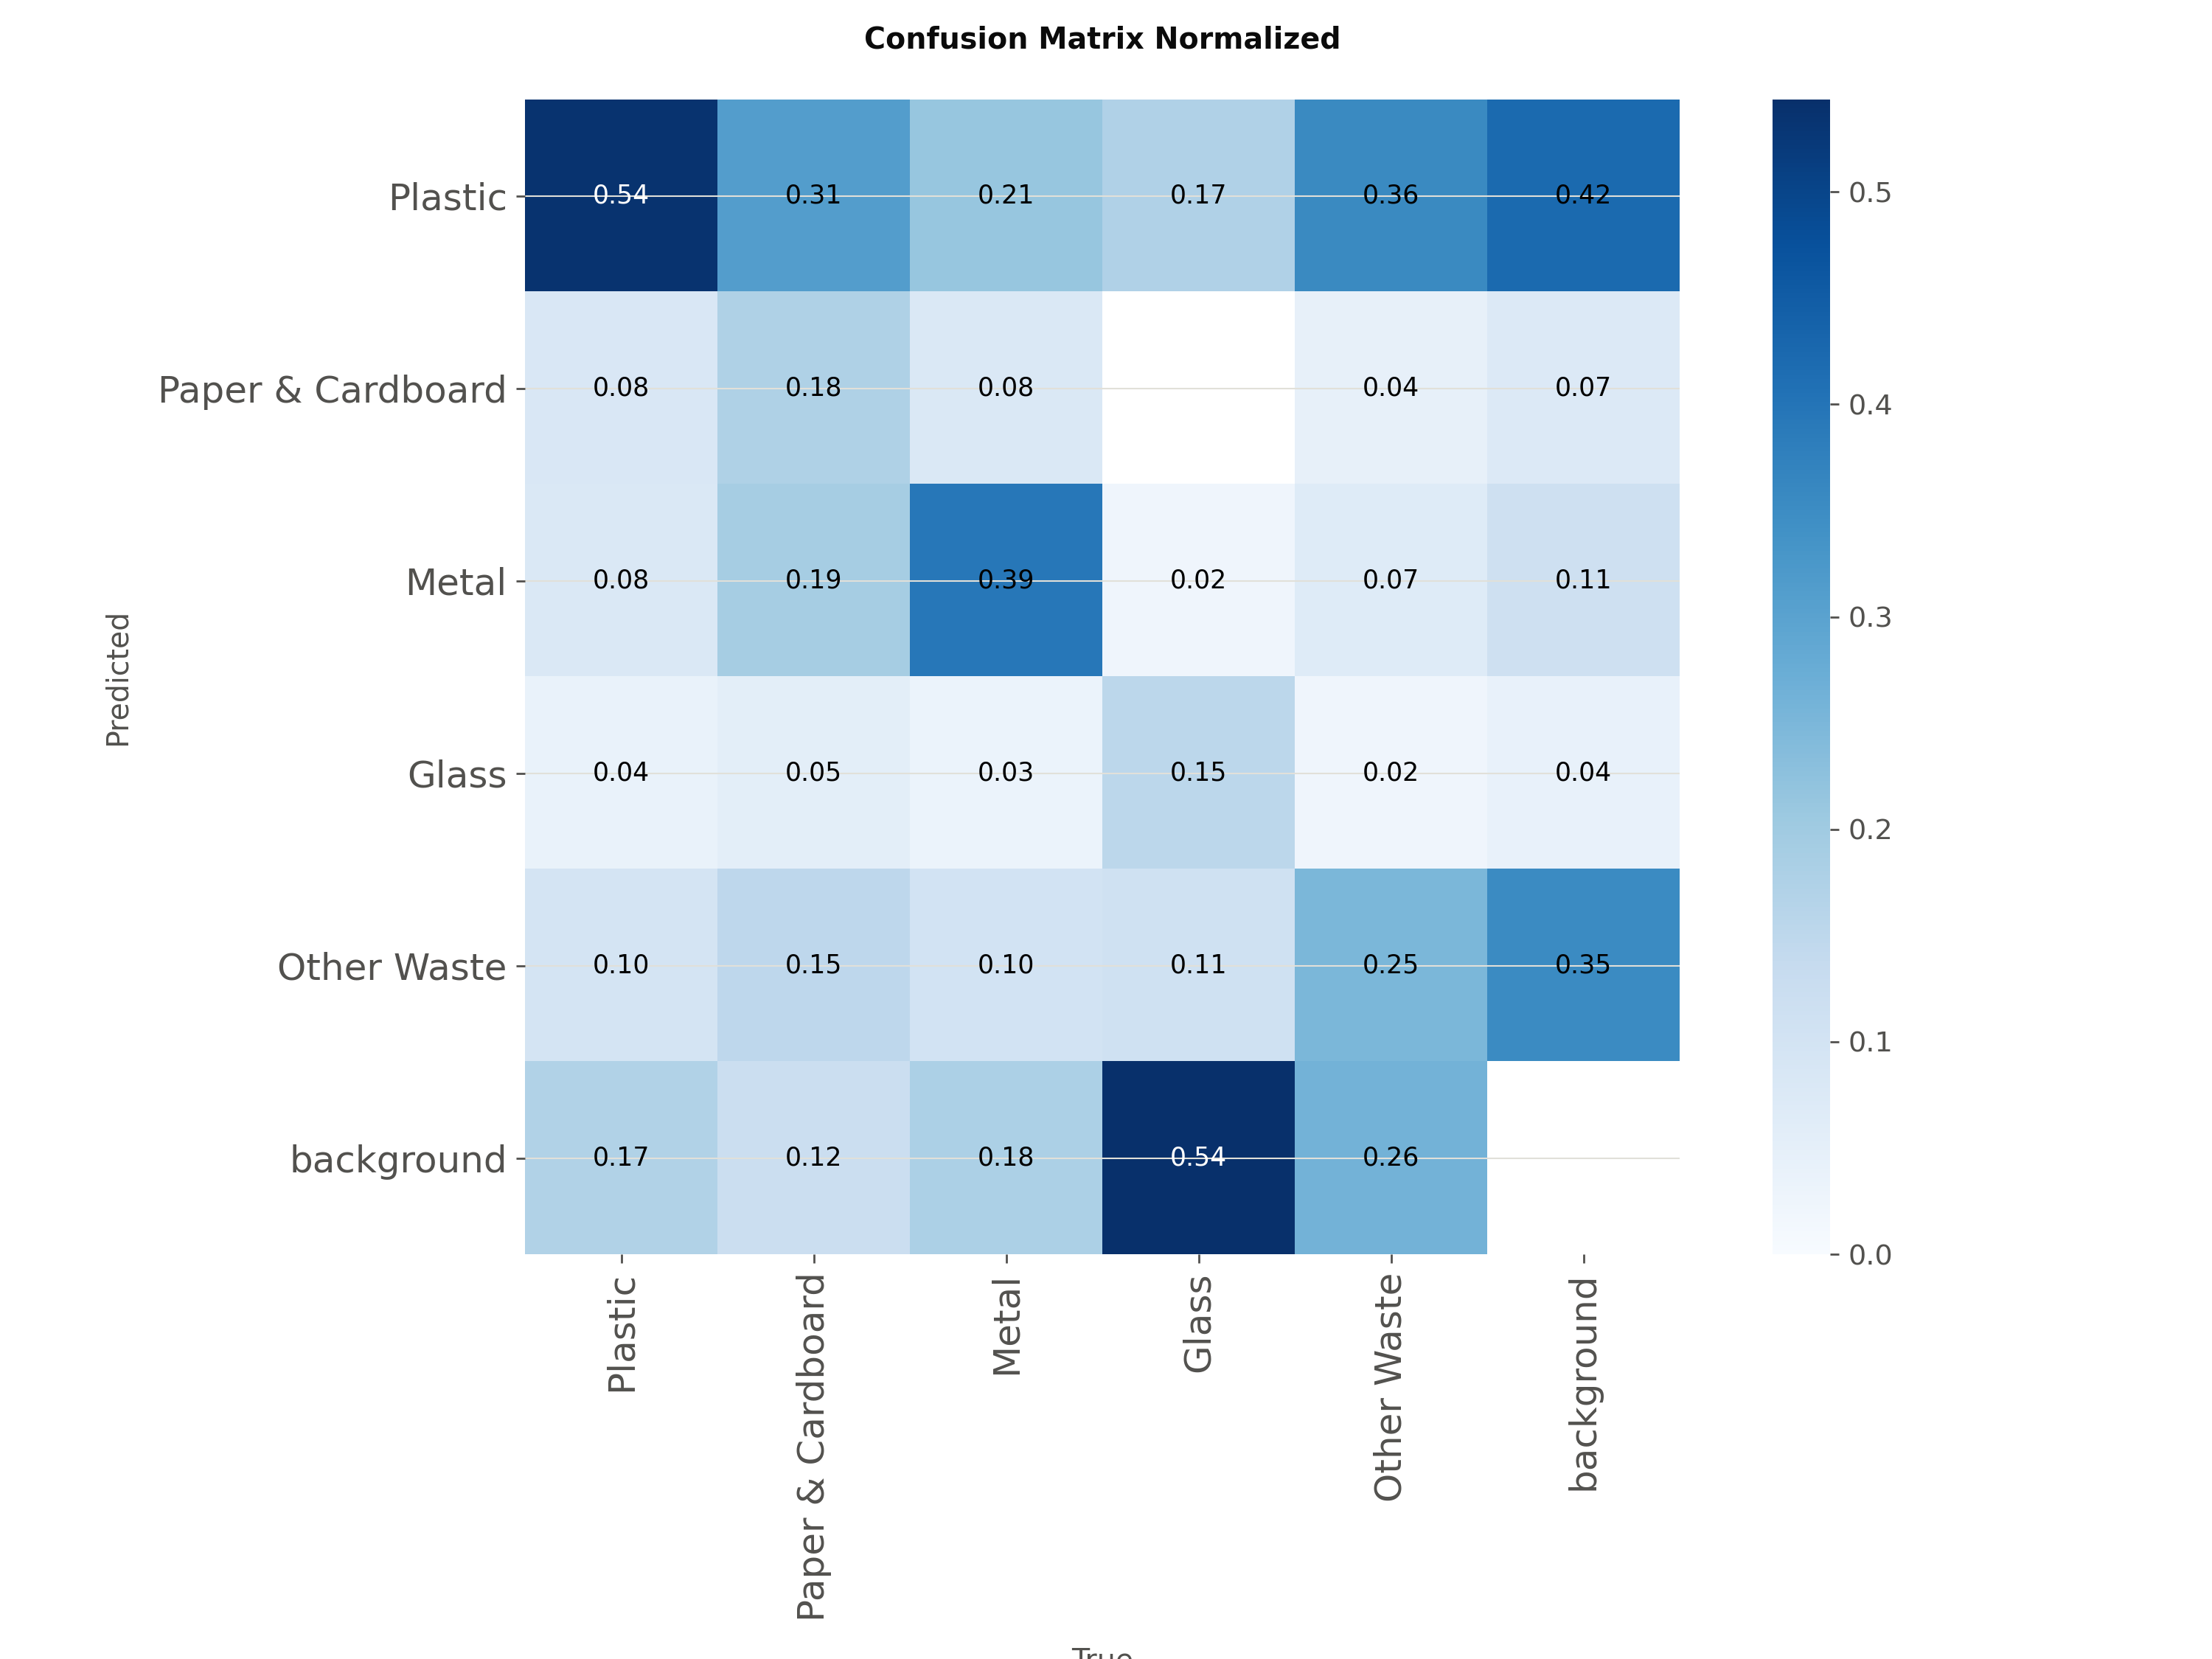 Confusion Matrix Normalized
Plastic 0.54 0.31 0.21 0.17 0.36 0.42
Paper & Cardboard 0.08 0.18 0.08 0.04 0.07
Metal 0.08 0.19 0.39 0.02 0.07 0.11
Glass 0.04 0.05 0.03 0.15 0.02 0.04
Other Waste 0.10 0.15 0.10 0.11 0.25 0.35
background 0.17 0.12 0.18 0.54 0.26
Predicted
Plastic
Paper & Cardboard
Metal
Glass
Other Waste
background
True
0.5
0.4
0.3
0.2
0.1
0.0